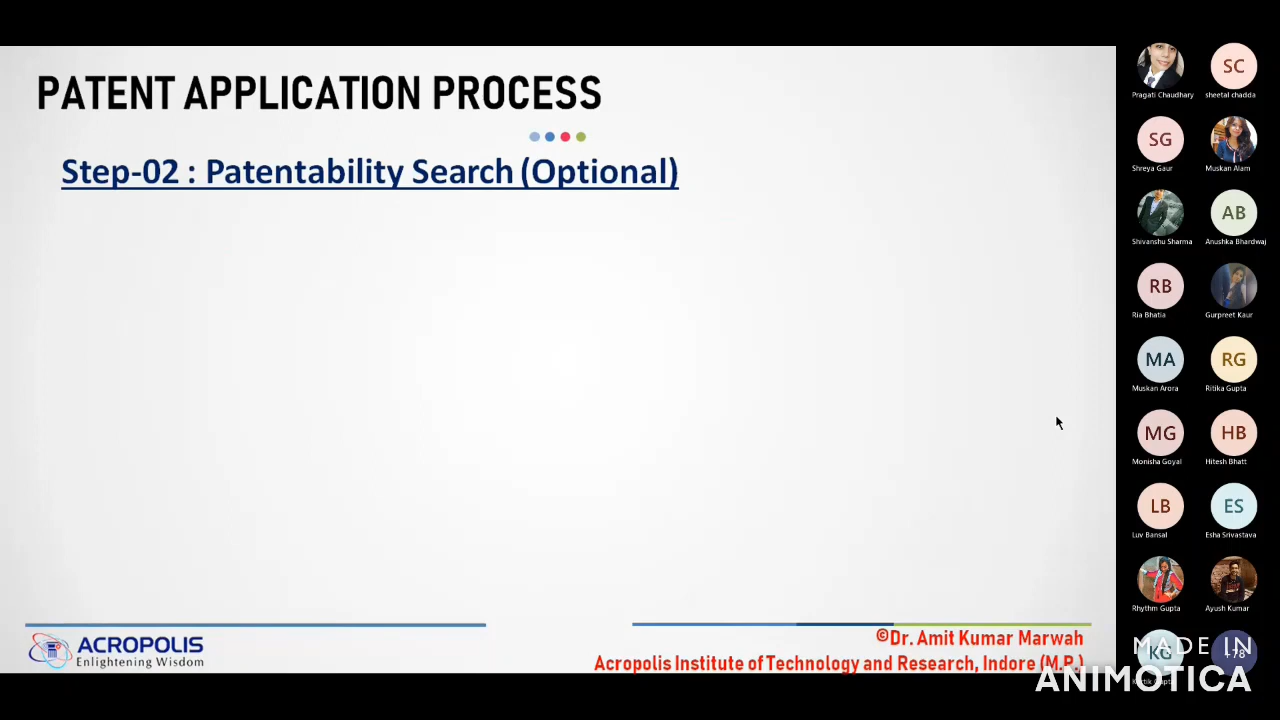 PATENT APPLICATION PROCESS
Step-02 : Patentability Search (Optional)
ACROPOLIS
Enlightening Wisdom
©Dr. Amit Kumar Marwah
Acropolis Institute of Technology and Research, Indore (M.P.)
Pragati Chaudhary
SC
sheetal chadda
SG
Shreya Gaur
Muskan Alam
Shivanshu Sharma
AB
Anushka Bhardwaj
RB
Ria Bhatia
Gurpreet Kaur
MA
Muskan Arora
RG
Ritika Gupta
MG
Monisha Goyal
HB
Hitesh Bhatt
LB
Luv Bansal
ES
Esha Srivastava
Rhythm Gupta
Ayush Kumar
KG
+78
MADE IN
ANIMOTICA